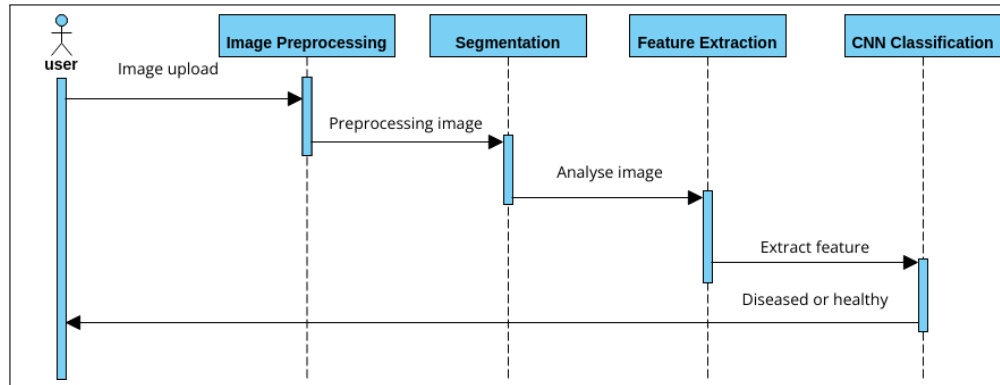 user
Image Preprocessing
Segmentation
Feature Extraction
CNN Classification
Image upload
Preprocessing image
Analyse image
Extract feature
Diseased or healthy